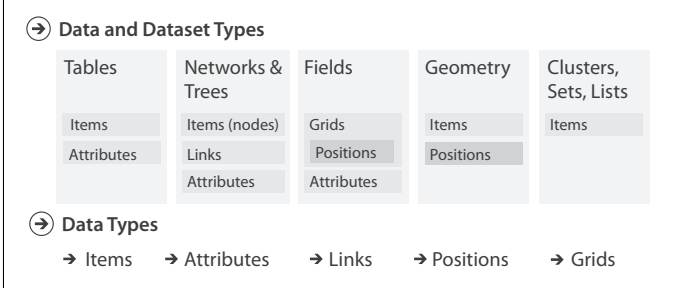 Data and Dataset Types
Tables
Items
Attributes
Networks &
Trees
Items (nodes)
Links
Attributes
Fields
Grids
Positions
Attributes
Geometry
Items
Positions
Clusters,
Sets, Lists
Items
Data Types
→ Items → Attributes → Links → Positions → Grids